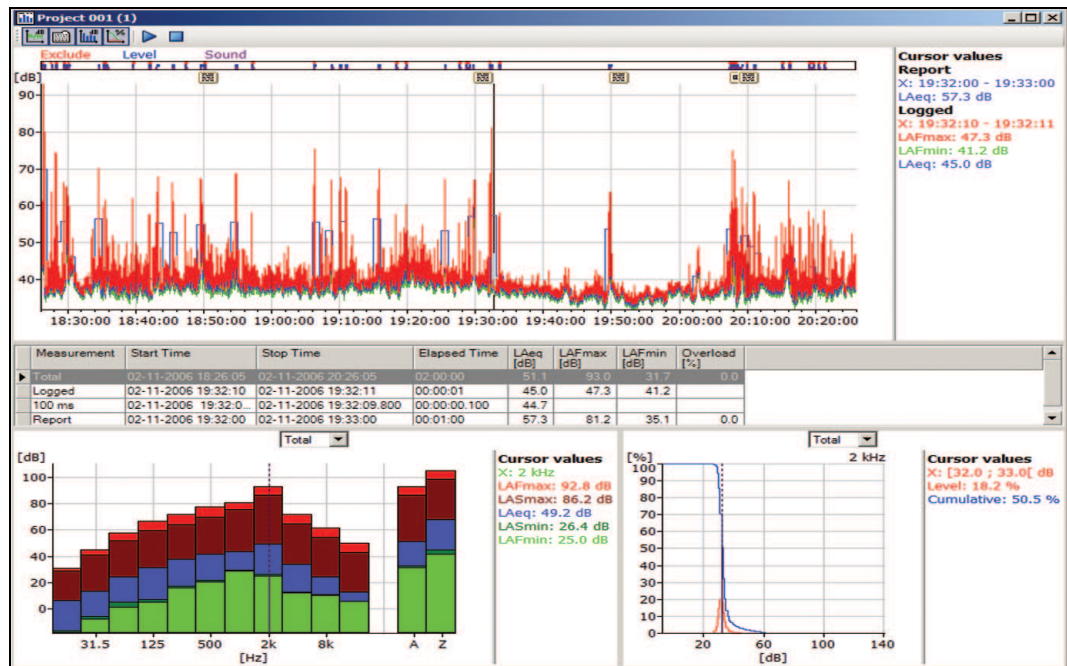 Project 001 (1)
Exclude Level Sound
[dB]
90
80
70
60
50
40
18:30:00 18:40:00 18:50:00 19:00:00 19:10:00 19:20:00 19:30:00 19:40:00 19:50:00 20:00:00 20:10:00 20:20:00
Cursor values
Report
X: 19:32:00 - 19:33:00
LAeq: 57.3 dB
Logged
X: 19:32:10 - 19:32:11
LAFmax: 47.3 dB
LAFmin: 41.2 dB
LAeq: 45.0 dB
Measurement Start Time Stop Time Elapsed Time LAeq [dB] LAFmax [dB] LAFmin [dB] Overload [%]
Total 02-11-2006 18:26:05 02-11-2006 20:26:05 02:00:00 51.1 93.0 31.7 0.0
Logged 02-11-2006 19:32:10 02-11-2006 19:32:11 00:00:01 45.0 47.3 41.2
100 ms 02-11-2006 19:32:0... 02-11-2006 19:32:09.800 00:00:00.100 44.7
Report 02-11-2006 19:32:00 02-11-2006 19:33:00 00:01:00 57.3 81.2 35.1 0.0
Total
[dB]
100
80
60
40
20
0
31.5 125 500 2k 8k A Z
[Hz]
Cursor values
X: 2 kHz
LAFmax: 92.8 dB
LASmax: 86.2 dB
LAeq: 49.2 dB
LASmin: 26.4 dB
LAFmin: 25.0 dB
Total
[%] 2 kHz
100
90
80
70
60
50
40
30
20
10
0
20 60 100 140
[dB]
Cursor values
X: [32.0 ; 33.0[ dB
Level: 18.2 %
Cumulative: 50.5 %